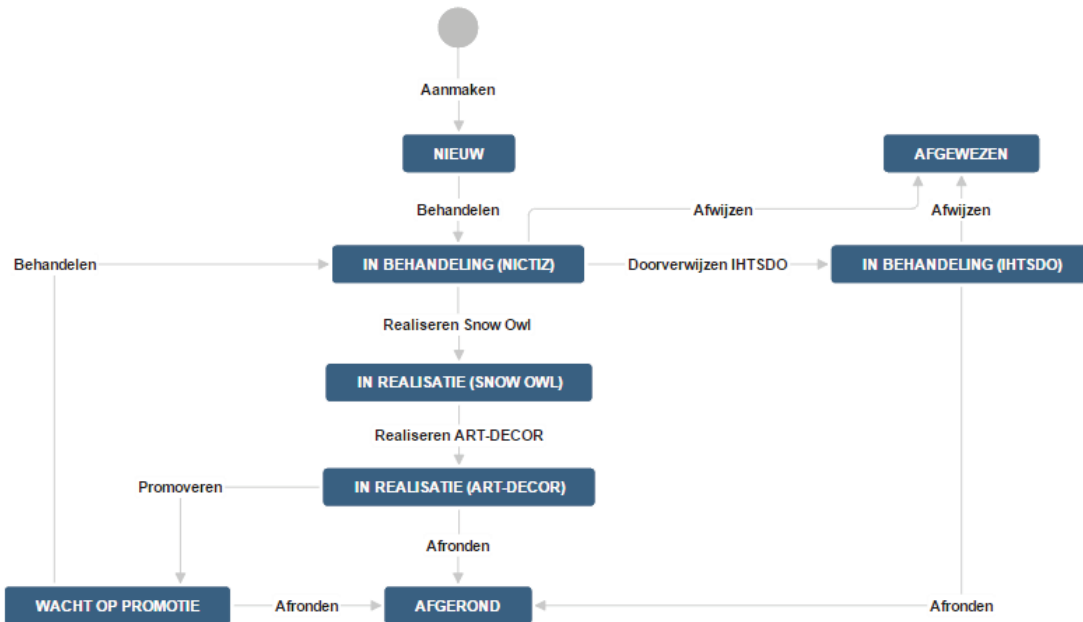 Aanmaken
NIEUW
AFGEWEZEN
Behandelen
Afwijzen
Afwijzen
Behandelen
IN BEHANDELING (NICTIZ)
Doorverwijzen IHTSDO
IN BEHANDELING (IHTSDO)
Realiseren Snow Owl
IN REALISATIE (SNOW OWL)
Realiseren ART-DECOR
Promoveren
IN REALISATIE (ART-DECOR)
Afronden
WACHT OP PROMOTIE
Afronden
AFGEROND
Afronden